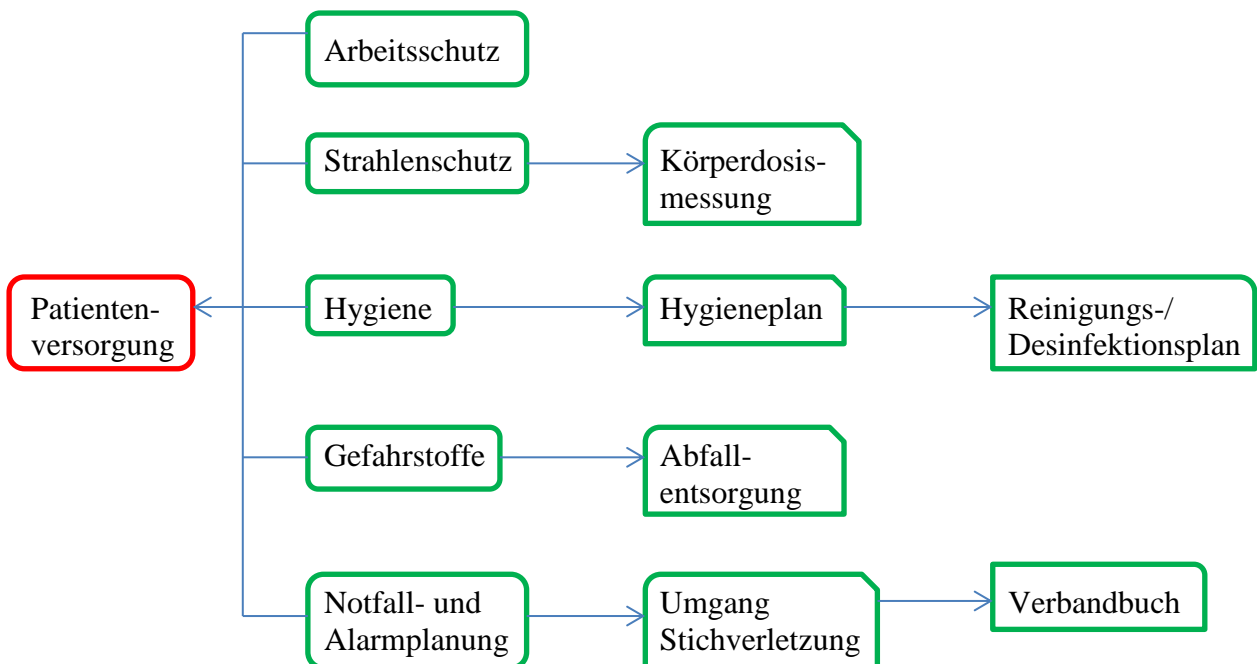 Arbeitsschutz
Strahlenschutz
Körperdosis-
messung
Patienten-
versorgung
Hygiene
Hygieneplan
Reinigungs-/
Desinfektionsplan
Gefahrstoffe
Abfall-
entsorgung
Notfall- und
Alarmplanung
Umgang
Stichverletzung
Verbandbuch